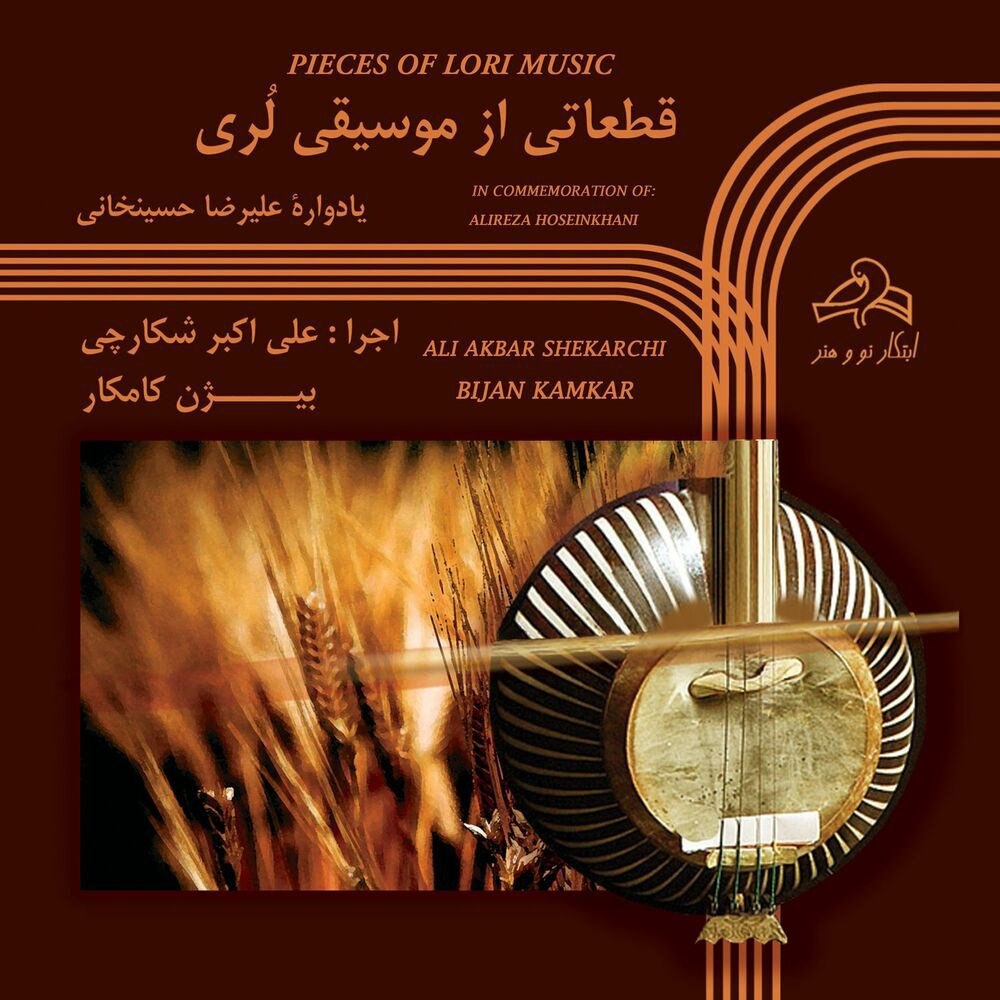 PIECES OF LORI MUSIC
قطعاتی از موسیقی لُری
IN COMMEMORATION OF:
ALIREZA HOSEINKHANI
یادوارهٔ علیرضا حسینخانی
اجرا : علی اکبر شکارچی
بیژن کامکار
ALI AKBAR SHEKARCHI
BIJAN KAMKAR
ابتکار نو و هنر